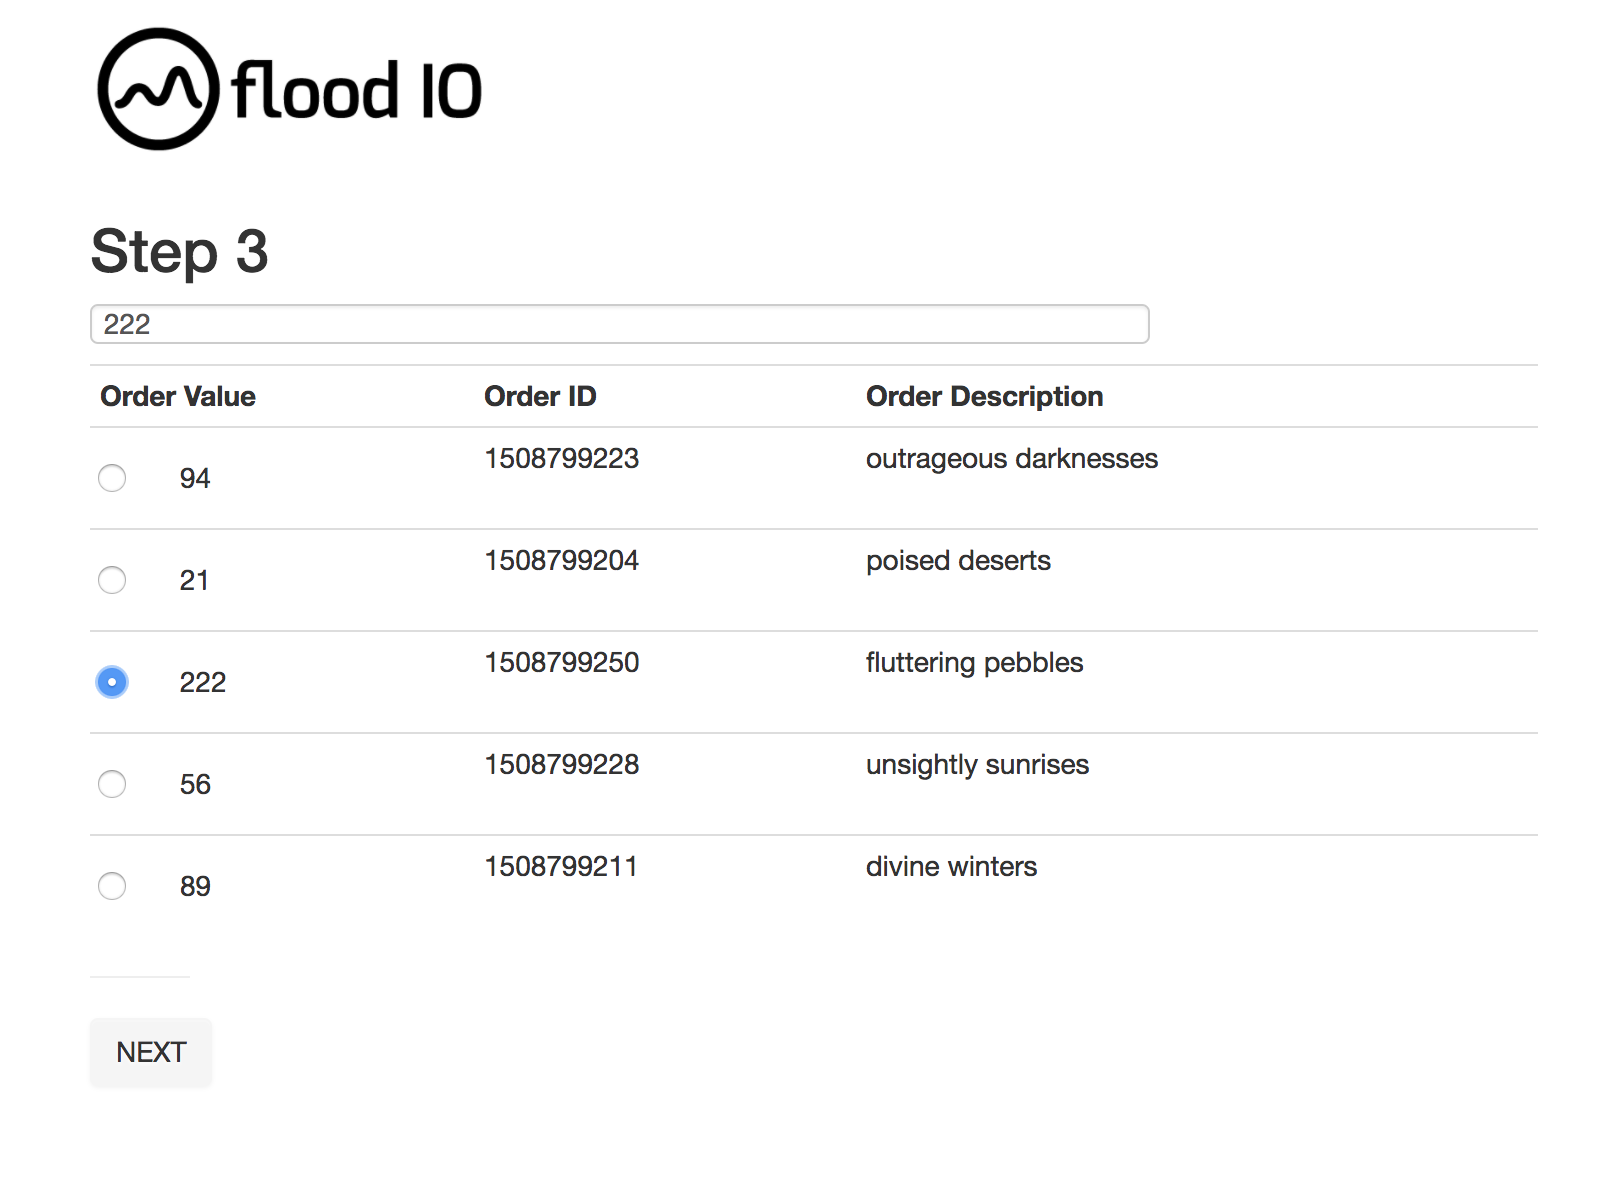 flood IO
Step 3
222
Order Value Order ID Order Description
94 1508799223 outrageous darknesses
21 1508799204 poised deserts
222 1508799250 fluttering pebbles
56 1508799228 unsightly sunrises
89 1508799211 divine winters
NEXT